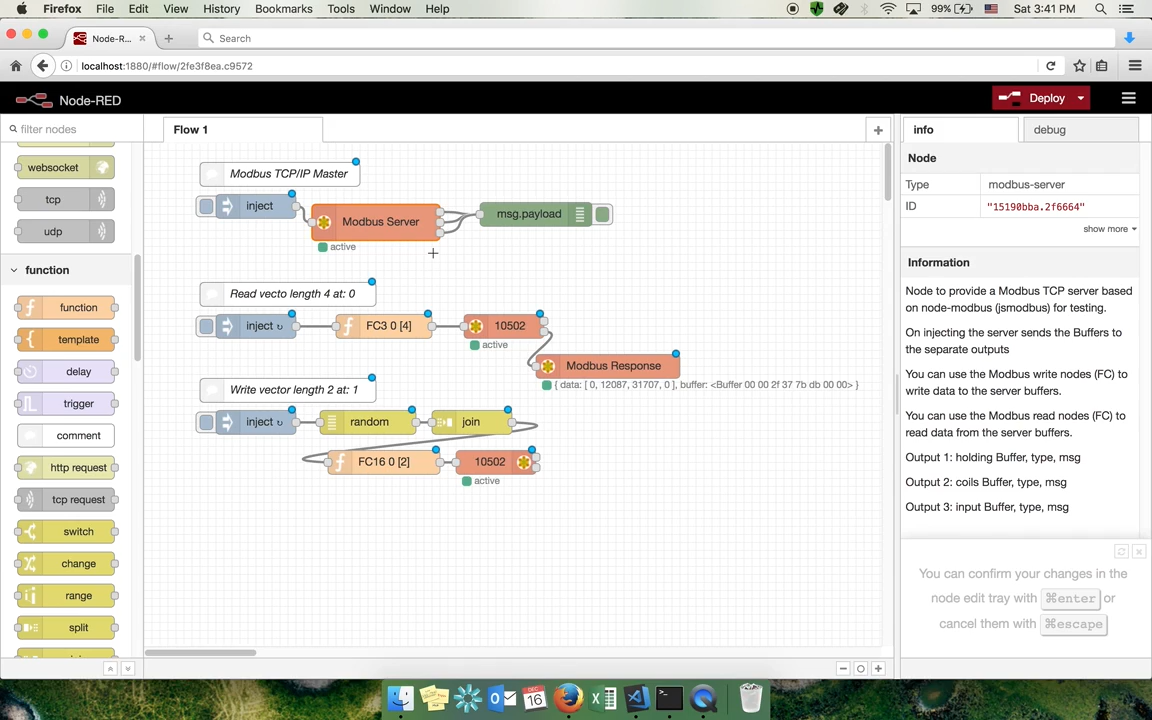 Firefox File Edit View History Bookmarks Tools Window Help 99% Sat 3:41 PM
Node-R...
Search
localhost:1880/#flow/2fe3f8ea.c9572
Node-RED
Deploy
filter nodes
websocket
tcp
udp
function
function
template
delay
trigger
comment
http request
tcp request
switch
change
range
split
Flow 1
Modbus TCP/IP Master
inject
Modbus Server
active
msg.payload
Read vecto length 4 at: 0
inject ↻
FC3 0 [4]
10502
active
Modbus Response
{ data: [ 0, 12087, 31707, 0 ], buffer: <Buffer 00 00 2f 37 7b db 00 00> }
Write vector length 2 at: 1
inject ↻
random
join
FC16 0 [2]
10502
active
info
debug
Node
Type modbus-server
ID "15190bba.2f6664"
show more
Information
Node to provide a Modbus TCP server based
on node-modbus (jsmodbus) for testing.
On injecting the server sends the Buffers to
the separate outputs
You can use the Modbus write nodes (FC) to
write data to the server buffers.
You can use the Modbus read nodes (FC) to
read data from the server buffers.
Output 1: holding Buffer, type, msg
Output 2: coils Buffer, type, msg
Output 3: input Buffer, type, msg
You can confirm your changes in the
node edit tray with ⌘enter or
cancel them with ⌘escape
DEC
16